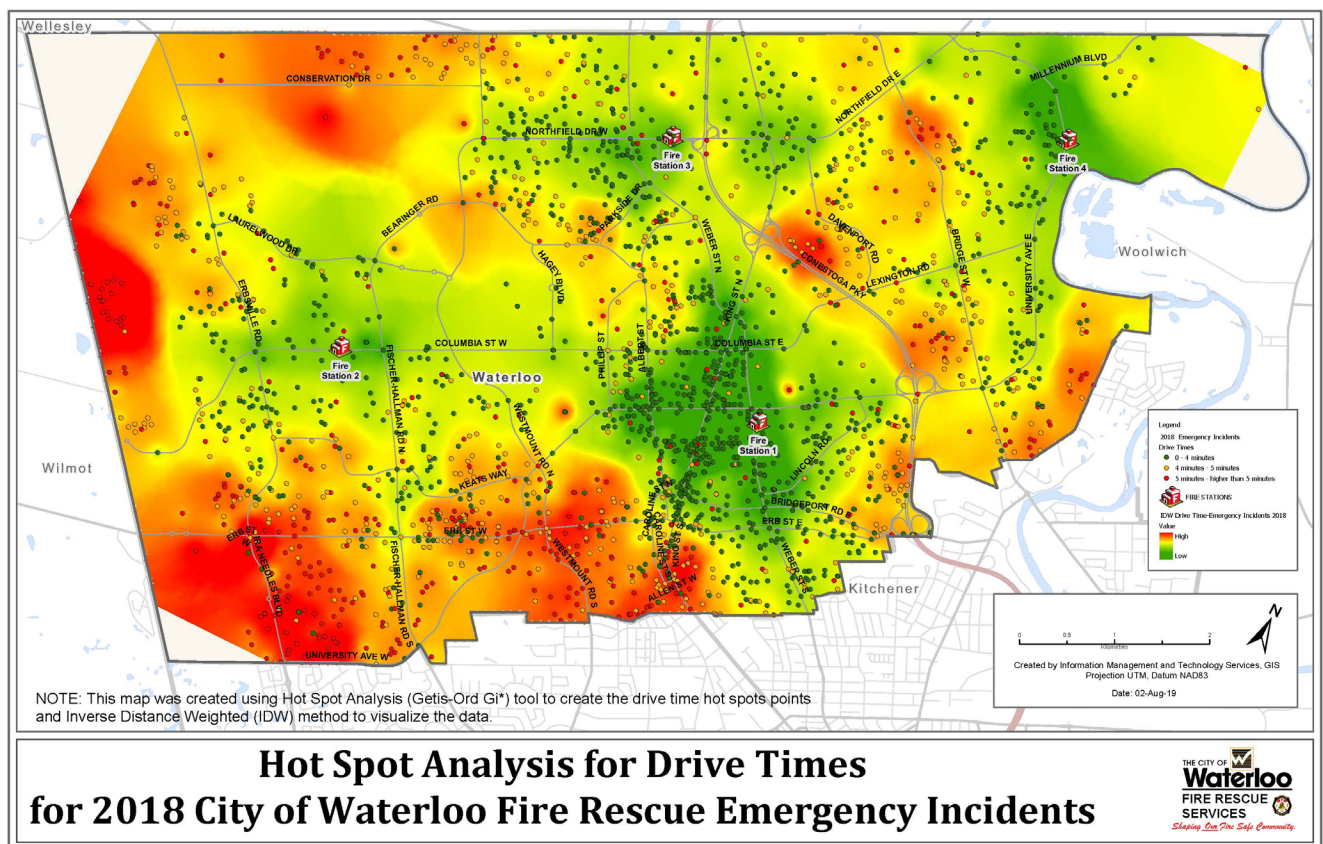 Wellesley
CONSERVATION DR
MILLENNIUM BLVD
NORTHFIELD DR E
NORTHFIELD DR W
Fire
Station 3
Fire
Station 4
PARKSIDE DR
BEARINGER RD
LAURELWOOD DR
WEBER ST N
DAVENPORT RD
BRIDGE ST W
UNIVERSITY AVE E
Woolwich
HAGEY BLVD
CONESTOGA PKY
LEXINGTON RD
ERBSVILLE RD
KING ST N
COLUMBIA ST W
PHILLIP ST
ALBERT ST
COLUMBIA ST E
Fire
Station 2
Waterloo
FISCHER-HALLMAN RD N
WESTMOUNT RD N
Fire
Station 1
LINCOLN RD
Wilmot
KEATS WAY
CAROLINE
BRIDGEPORT RD E
ERB ST W
ERB ST W
ERB ST E
CAROLINE ST S
KING ST S
IRA NEEDLES BLVD
FISCHER-HALLMAN RD S
WESTMOUNT RD S
ALLEN ST W
WEBER ST S
Kitchener
UNIVERSITY AVE W
Legend
2018 Emergency Incidents
Drive Times
0 - 4 minutes
4 minutes - 5 minutes
5 minutes - higher than 5 minutes
FIRE STATIONS
IDW Drive Time-Emergency Incidents 2018
Value
High
Low
N
0 0.5 1 2
Kilometres
Created by Information Management and Technology Services, GIS
Projection UTM, Datum NAD83
Date: 02-Aug-19
NOTE: This map was created using Hot Spot Analysis (Getis-Ord Gi*) tool to create the drive time hot spots points
and Inverse Distance Weighted (IDW) method to visualize the data.
Hot Spot Analysis for Drive Times
for 2018 City of Waterloo Fire Rescue Emergency Incidents
THE CITY OF
Waterloo
FIRE RESCUE
SERVICES
Shaping Our Fire Safe Community.